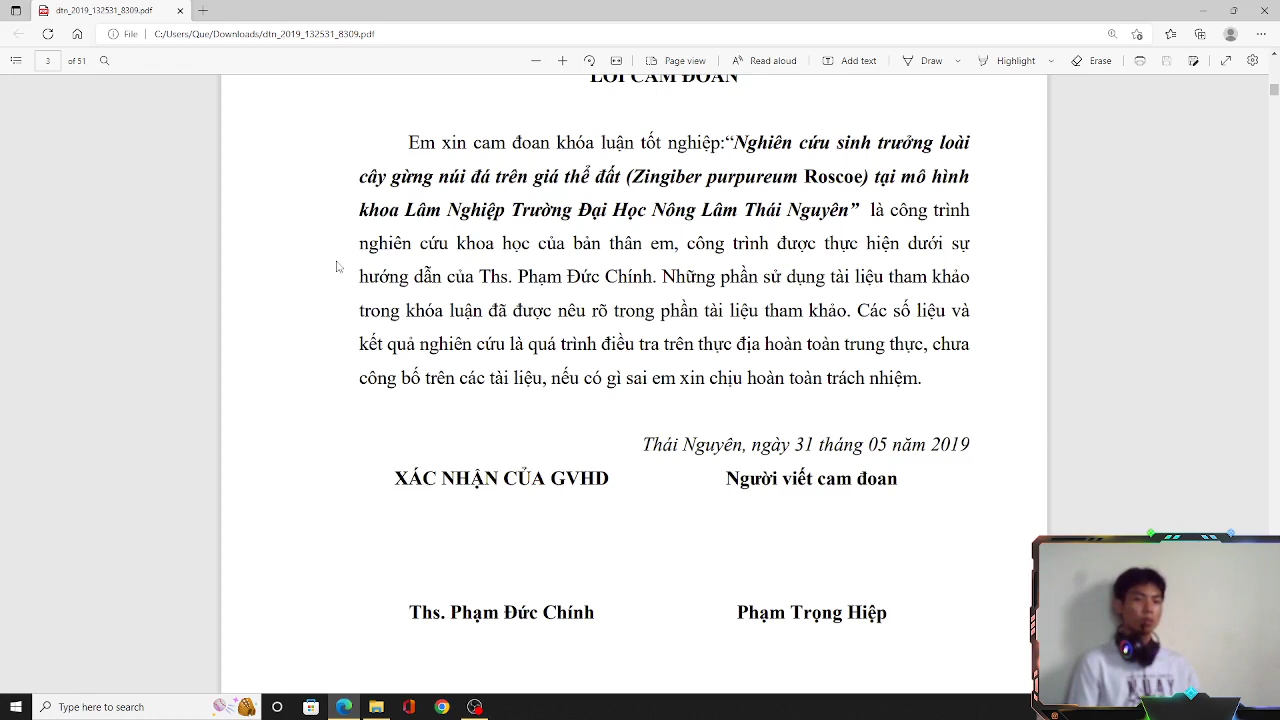 dtn_2019_132531_8309.pdf
File C:/Users/Que/Downloads/dtn_2019_132531_8309.pdf
3 of 51 Page view Read aloud Add text Draw Highlight Erase
LỜI CAM ĐOAN
Em xin cam đoan khóa luận tốt nghiệp:“Nghiên cứu sinh trưởng loài
cây gừng núi đá trên giá thể đất (Zingiber purpureum Roscoe) tại mô hình
khoa Lâm Nghiệp Trường Đại Học Nông Lâm Thái Nguyên” là công trình
nghiên cứu khoa học của bản thân em, công trình được thực hiện dưới sự
hướng dẫn của Ths. Phạm Đức Chính. Những phần sử dụng tài liệu tham khảo
trong khóa luận đã được nêu rõ trong phần tài liệu tham khảo. Các số liệu và
kết quả nghiên cứu là quá trình điều tra trên thực địa hoàn toàn trung thực, chưa
công bố trên các tài liệu, nếu có gì sai em xin chịu hoàn toàn trách nhiệm.
Thái Nguyên, ngày 31 tháng 05 năm 2019
XÁC NHẬN CỦA GVHD Người viết cam đoan
Ths. Phạm Đức Chính Phạm Trọng Hiệp
Type here to search